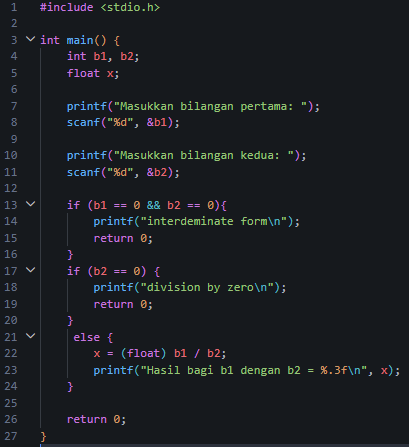 1 #include <stdio.h>
2
3 int main() {
4     int b1, b2;
5     float x;
6
7     printf("Masukkan bilangan pertama: ");
8     scanf("%d", &b1);
9
10     printf("Masukkan bilangan kedua: ");
11     scanf("%d", &b2);
12
13     if (b1 == 0 && b2 == 0){
14         printf("interdeminate form\n");
15         return 0;
16     }
17     if (b2 == 0) {
18         printf("division by zero\n");
19         return 0;
20     }
21      else {
22         x = (float) b1 / b2;
23         printf("Hasil bagi b1 dengan b2 = %.3f\n", x);
24     }
25
26     return 0;
27 }